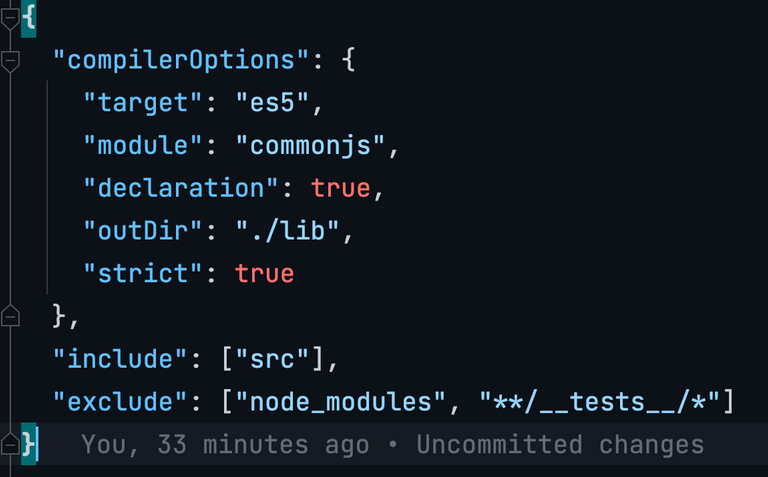 {
  "compilerOptions": {
    "target": "es5",
    "module": "commonjs",
    "declaration": true,
    "outDir": "./lib",
    "strict": true
  },
  "include": ["src"],
  "exclude": ["node_modules", "**/__tests__/*"]
}    You, 33 minutes ago • Uncommitted changes